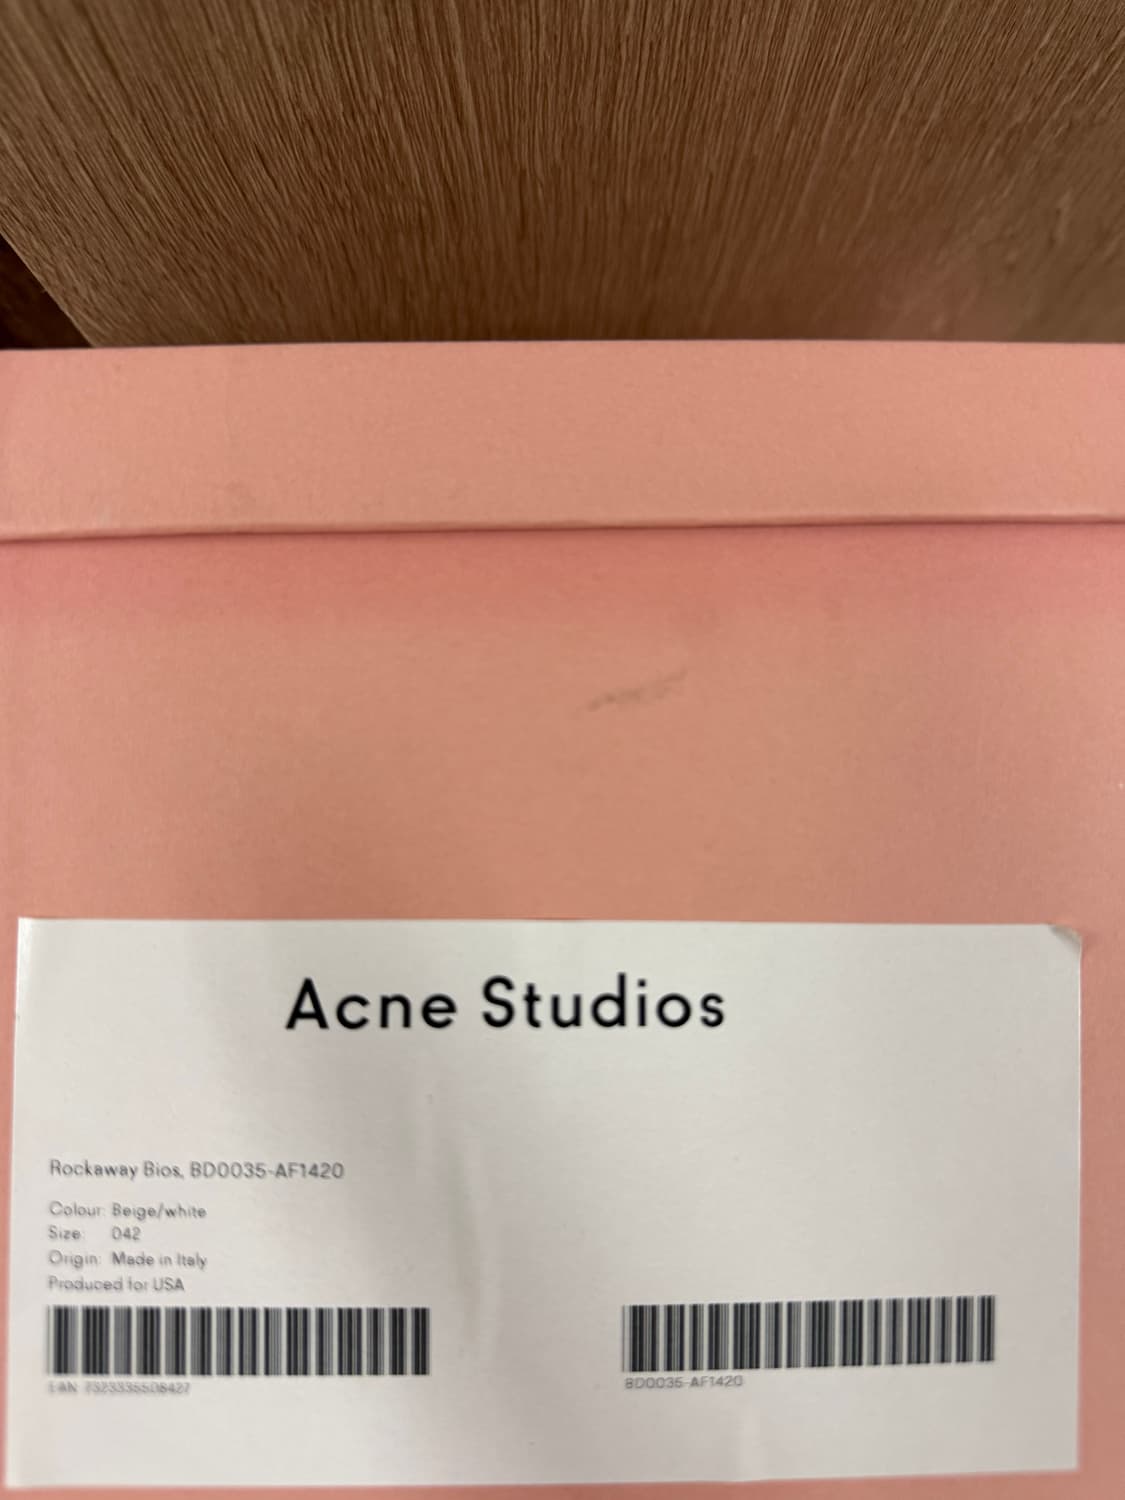 Acne Studios
Rockaway Bios, BD0035-AF1420
Colour: Beige/white
Size: 042
Origin: Made in Italy
Produced for USA
EAN
BD0035-AF1420